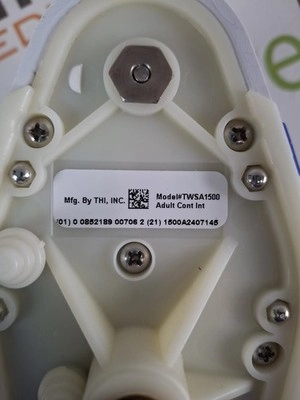 Mfg. By THI, INC.
Model#TWSA1500
Adult Cont Int
(01) 0 0852189 00706 2 (21) 1500A2407145